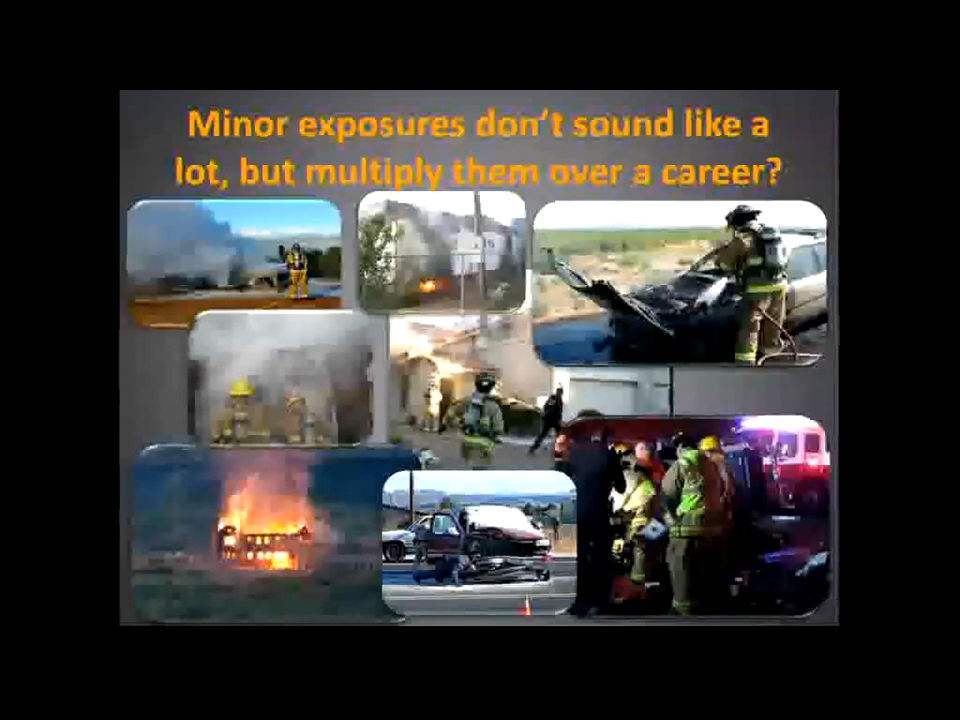 Minor exposures don't sound like a
lot, but multiply them over a career?